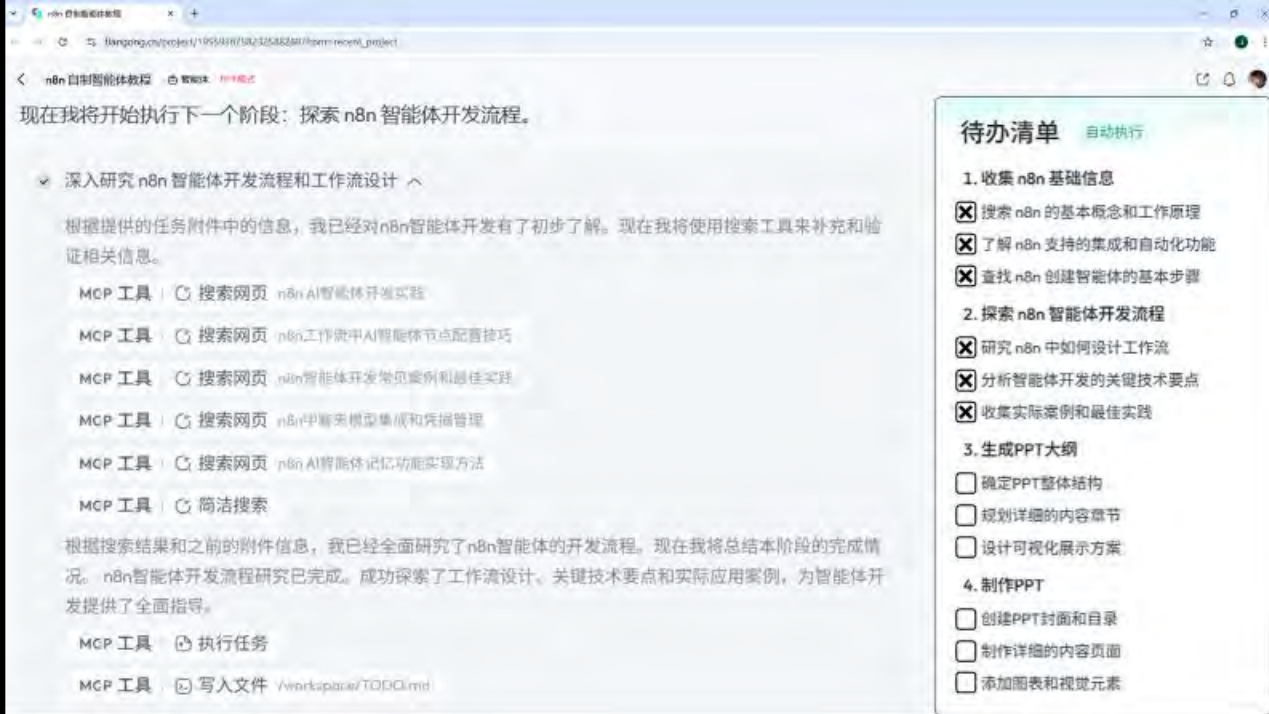 n8n 自制智能体教程
n8n 自制智能体教程 智能体 PPT模式
现在我将开始执行下一个阶段：探索 n8n 智能体开发流程。
深入研究 n8n 智能体开发流程和工作流设计
根据提供的任务附件中的信息，我已经对n8n智能体开发有了初步了解。现在我将使用搜索工具来补充和验
证相关信息。
MCP 工具 搜索网页 n8n AI智能体开发实践
MCP 工具 搜索网页 n8n工作流中AI智能体节点配置技巧
MCP 工具 搜索网页 n8n智能体开发常见案例和最佳实践
MCP 工具 搜索网页 n8n中聊天模型集成和凭据管理
MCP 工具 搜索网页 n8n AI智能体记忆功能实现方法
MCP 工具 简洁搜索
根据搜索结果和之前的附件信息，我已经全面研究了n8n智能体的开发流程。现在我将总结本阶段的完成情
况。 n8n智能体开发流程研究已完成。成功探索了工作流设计、关键技术要点和实际应用案例，为智能体开
发提供了全面指导。
MCP 工具 执行任务
MCP 工具 写入文件 /workspace/TODO.md
待办清单 自动执行
1. 收集 n8n 基础信息
搜索 n8n 的基本概念和工作原理
了解 n8n 支持的集成和自动化功能
查找 n8n 创建智能体的基本步骤
2. 探索 n8n 智能体开发流程
研究 n8n 中如何设计工作流
分析智能体开发的关键技术要点
收集实际案例和最佳实践
3. 生成PPT大纲
确定PPT整体结构
规划详细的内容章节
设计可视化展示方案
4. 制作PPT
创建PPT封面和目录
制作详细的内容页面
添加图表和视觉元素